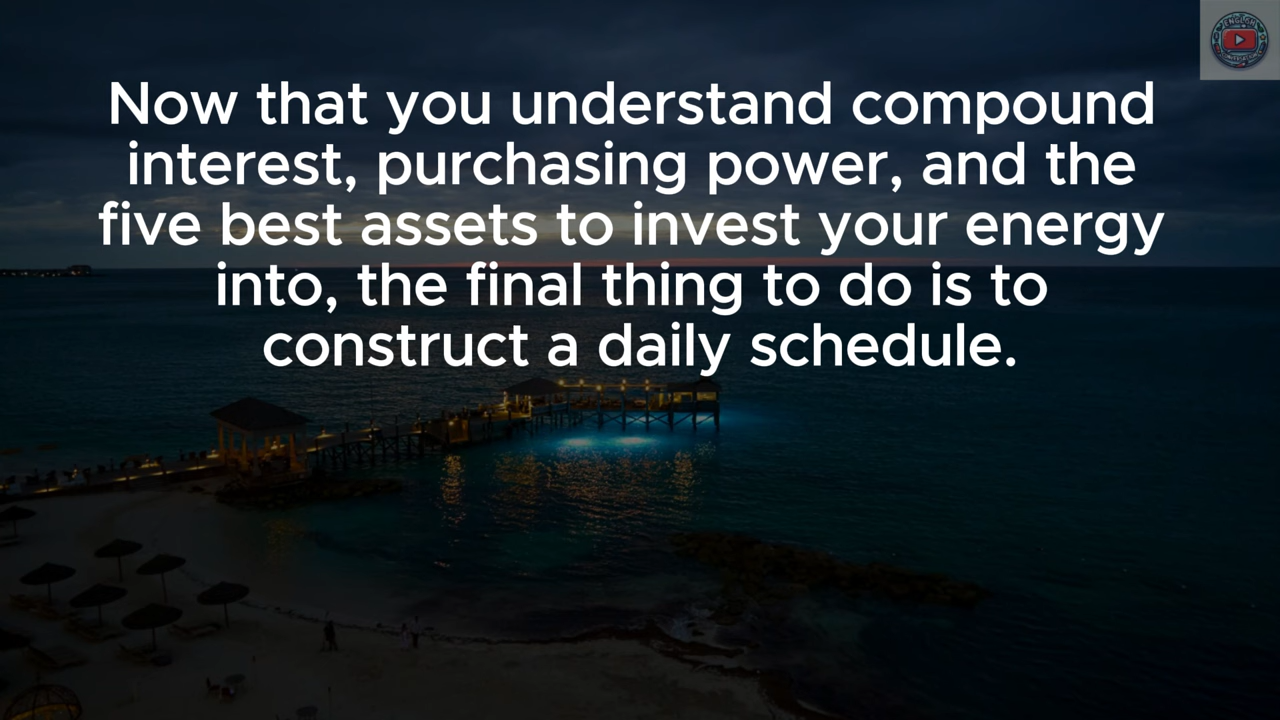 Now that you understand compound
interest, purchasing power, and the
five best assets to invest your energy
into, the final thing to do is to
construct a daily schedule.
ENGLISH